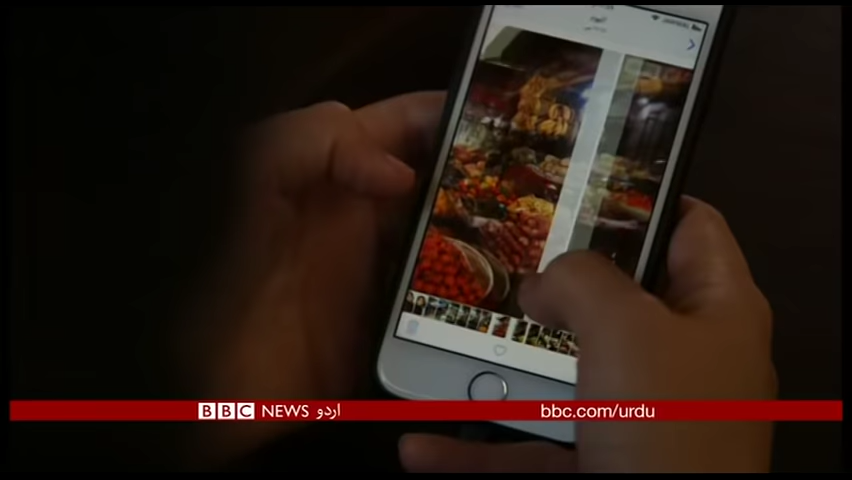 BBC NEWS اردو
bbc.com/urdu